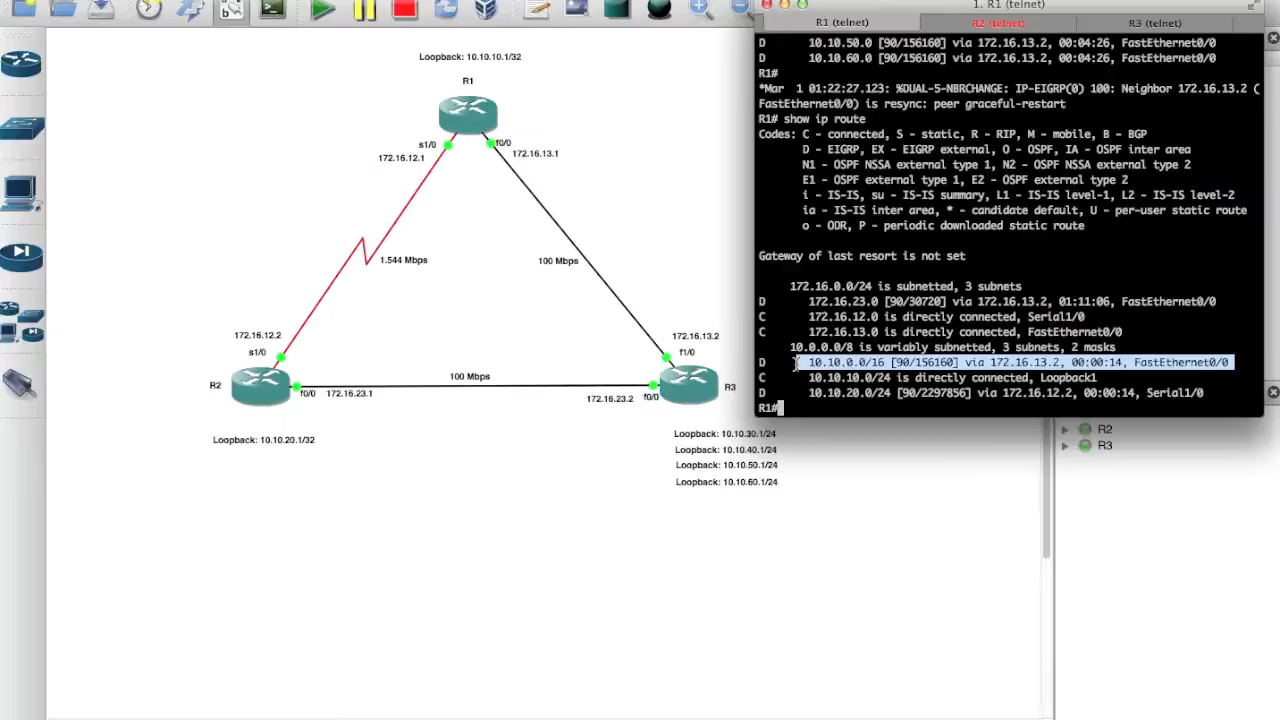 Loopback: 10.10.10.1/32
R1
s1/0
f0/0
172.16.12.1
172.16.13.1
1.544 Mbps
100 Mbps
172.16.12.2
172.16.13.2
s1/0
f1/0
100 Mbps
R2
R3
f0/0
172.16.23.1
172.16.23.2
f0/0
Loopback: 10.10.20.1/32
Loopback: 10.10.30.1/24
Loopback: 10.10.40.1/24
Loopback: 10.10.50.1/24
Loopback: 10.10.60.1/24
1. R1 (telnet)
R1 (telnet)
R2 (telnet)
R3 (telnet)
D 10.10.50.0 [90/156160] via 172.16.13.2, 00:04:26, FastEthernet0/0
D 10.10.60.0 [90/156160] via 172.16.13.2, 00:04:26, FastEthernet0/0
R1#
*Mar 1 01:22:27.123: %DUAL-5-NBRCHANGE: IP-EIGRP(0) 100: Neighbor 172.16.13.2 (
FastEthernet0/0) is resync: peer graceful-restart
R1# show ip route
Codes: C - connected, S - static, R - RIP, M - mobile, B - BGP
D - EIGRP, EX - EIGRP external, O - OSPF, IA - OSPF inter area
N1 - OSPF NSSA external type 1, N2 - OSPF NSSA external type 2
E1 - OSPF external type 1, E2 - OSPF external type 2
i - IS-IS, su - IS-IS summary, L1 - IS-IS level-1, L2 - IS-IS level-2
ia - IS-IS inter area, * - candidate default, U - per-user static route
o - ODR, P - periodic downloaded static route
Gateway of last resort is not set
172.16.0.0/24 is subnetted, 3 subnets
D 172.16.23.0 [90/30720] via 172.16.13.2, 01:11:06, FastEthernet0/0
C 172.16.12.0 is directly connected, Serial1/0
C 172.16.13.0 is directly connected, FastEthernet0/0
10.0.0.0/8 is variably subnetted, 3 subnets, 2 masks
D 10.10.0.0/16 [90/156160] via 172.16.13.2, 00:00:14, FastEthernet0/0
C 10.10.10.0/24 is directly connected, Loopback1
D 10.10.20.0/24 [90/2297856] via 172.16.12.2, 00:00:14, Serial1/0
R1#
R2
R3